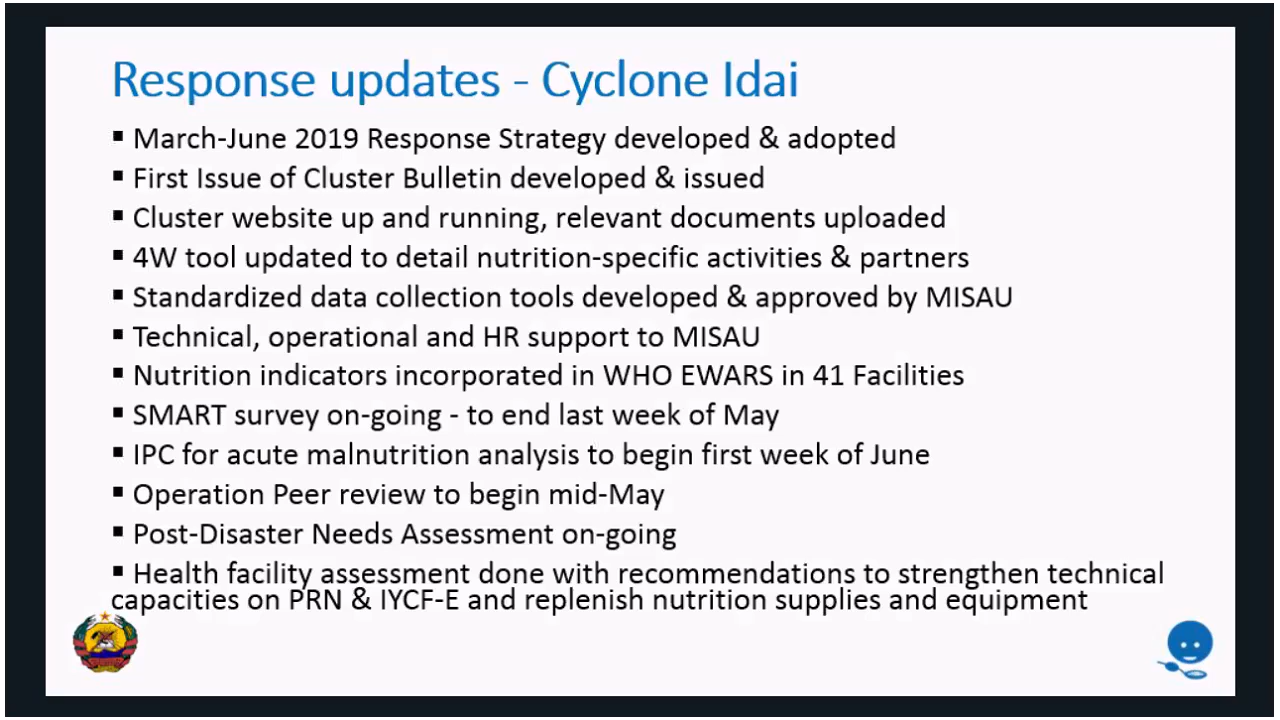 Response updates - Cyclone Idai
▪ March-June 2019 Response Strategy developed & adopted
▪ First Issue of Cluster Bulletin developed & issued
▪ Cluster website up and running, relevant documents uploaded
▪ 4W tool updated to detail nutrition-specific activities & partners
▪ Standardized data collection tools developed & approved by MISAU
▪ Technical, operational and HR support to MISAU
▪ Nutrition indicators incorporated in WHO EWARS in 41 Facilities
▪ SMART survey on-going - to end last week of May
▪ IPC for acute malnutrition analysis to begin first week of June
▪ Operation Peer review to begin mid-May
▪ Post-Disaster Needs Assessment on-going
▪ Health facility assessment done with recommendations to strengthen technical
capacities on PRN & IYCF-E and replenish nutrition supplies and equipment